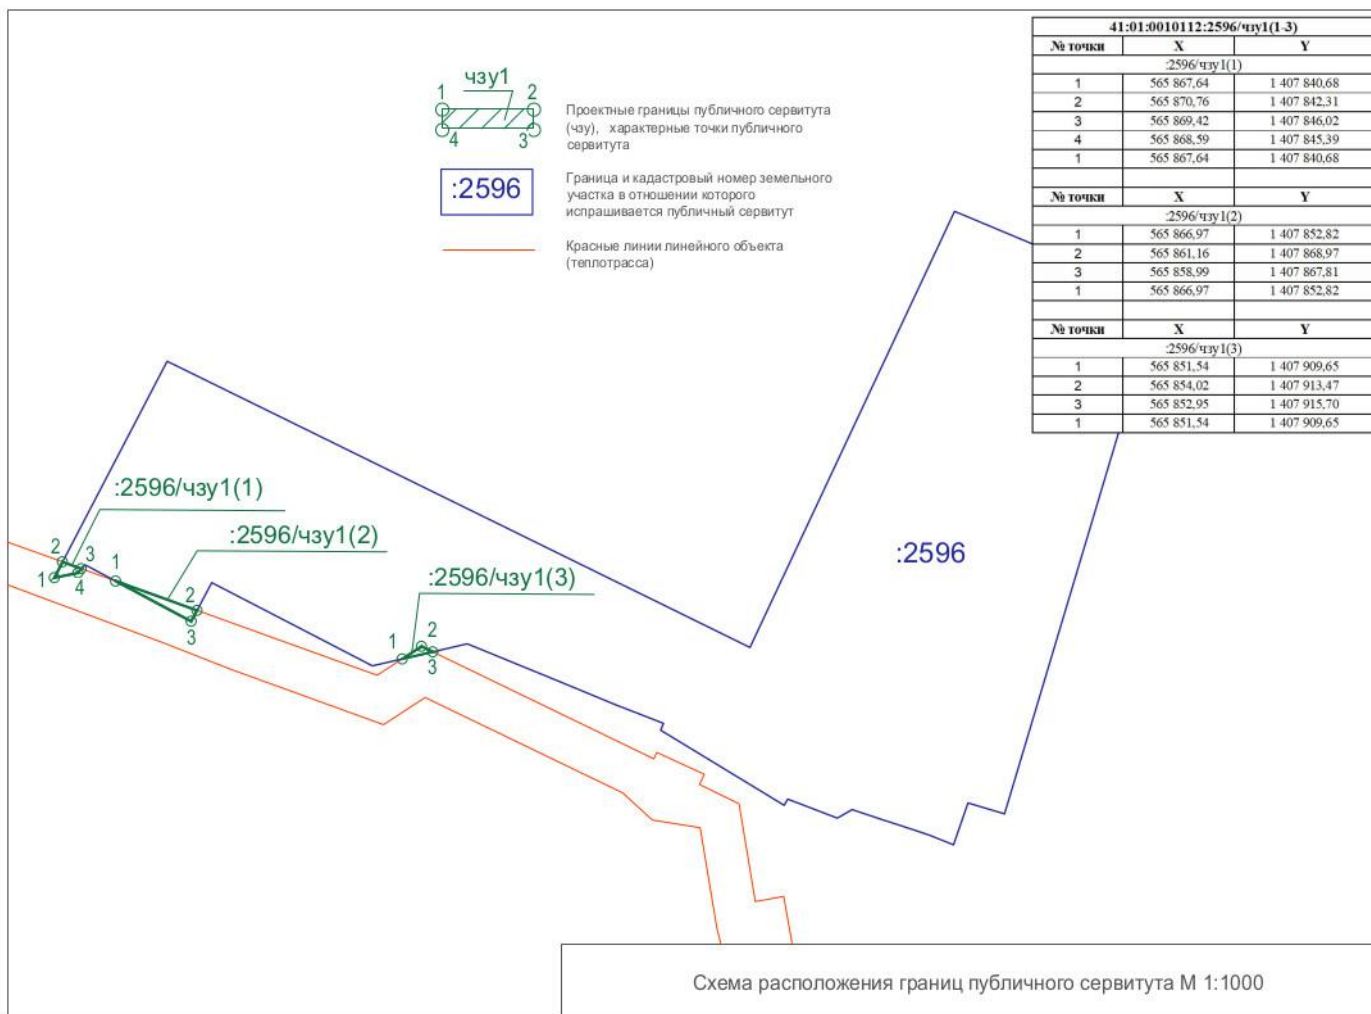 41:01:0010112:2596/чзу1(1-3)
№ точки X Y
:2596/чзу1(1)
1 565 867,64 1 407 840,68
2 565 870,76 1 407 842,31
3 565 869,42 1 407 846,02
4 565 868,59 1 407 845,39
1 565 867,64 1 407 840,68
№ точки X Y
:2596/чзу1(2)
1 565 866,97 1 407 852,82
2 565 861,16 1 407 868,97
3 565 858,99 1 407 867,81
1 565 866,97 1 407 852,82
№ точки X Y
:2596/чзу1(3)
1 565 851,54 1 407 909,65
2 565 854,02 1 407 913,47
3 565 852,95 1 407 915,70
1 565 851,54 1 407 909,65
чзу1
1 2
4 3
Проектные границы публичного сервитута
(чзу), характерные точки публичного
сервитута
:2596
Граница и кадастровый номер земельного
участка в отношении которого
испрашивается публичный сервитут
Красные линии линейного объекта
(теплотрасса)
:2596/чзу1(1)
:2596/чзу1(2)
:2596/чзу1(3)
:2596
2 3
1 4
1
2
3
1 2
3
Схема расположения границ публичного сервитута М 1:1000